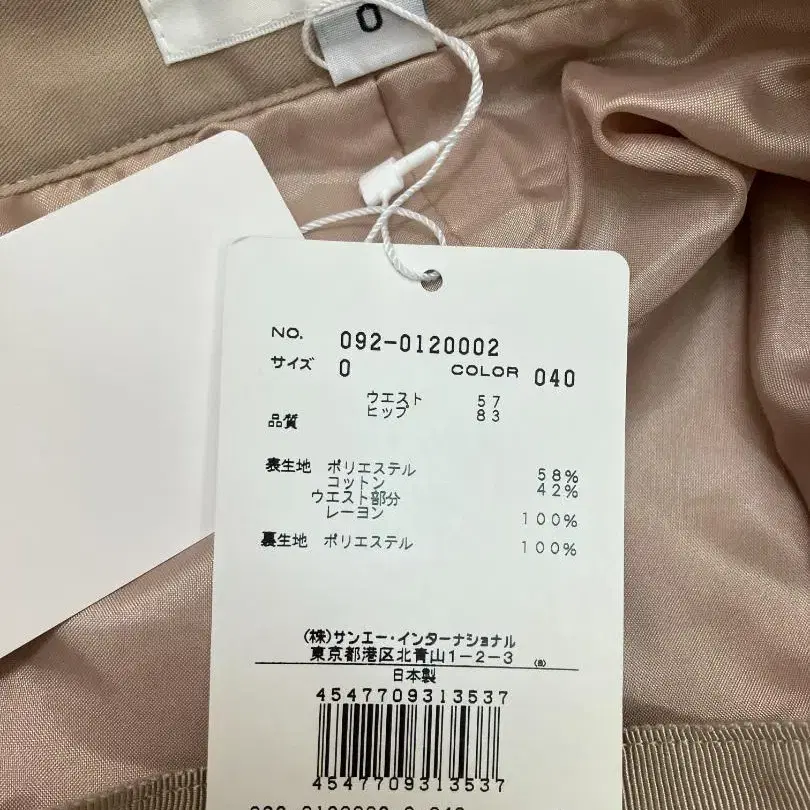 0
NO. 092-0120002
サイズ 0 COLOR 040
ウエスト 57
ヒップ 83
品質
表生地 ポリエステル 58%
コットン 42%
ウエスト部分
レーヨン 100%
裏生地 ポリエステル 100%
(株)サンエー・インターナショナル
東京都港区北青山1-2-3
日本製
4547709313537
4547709313537